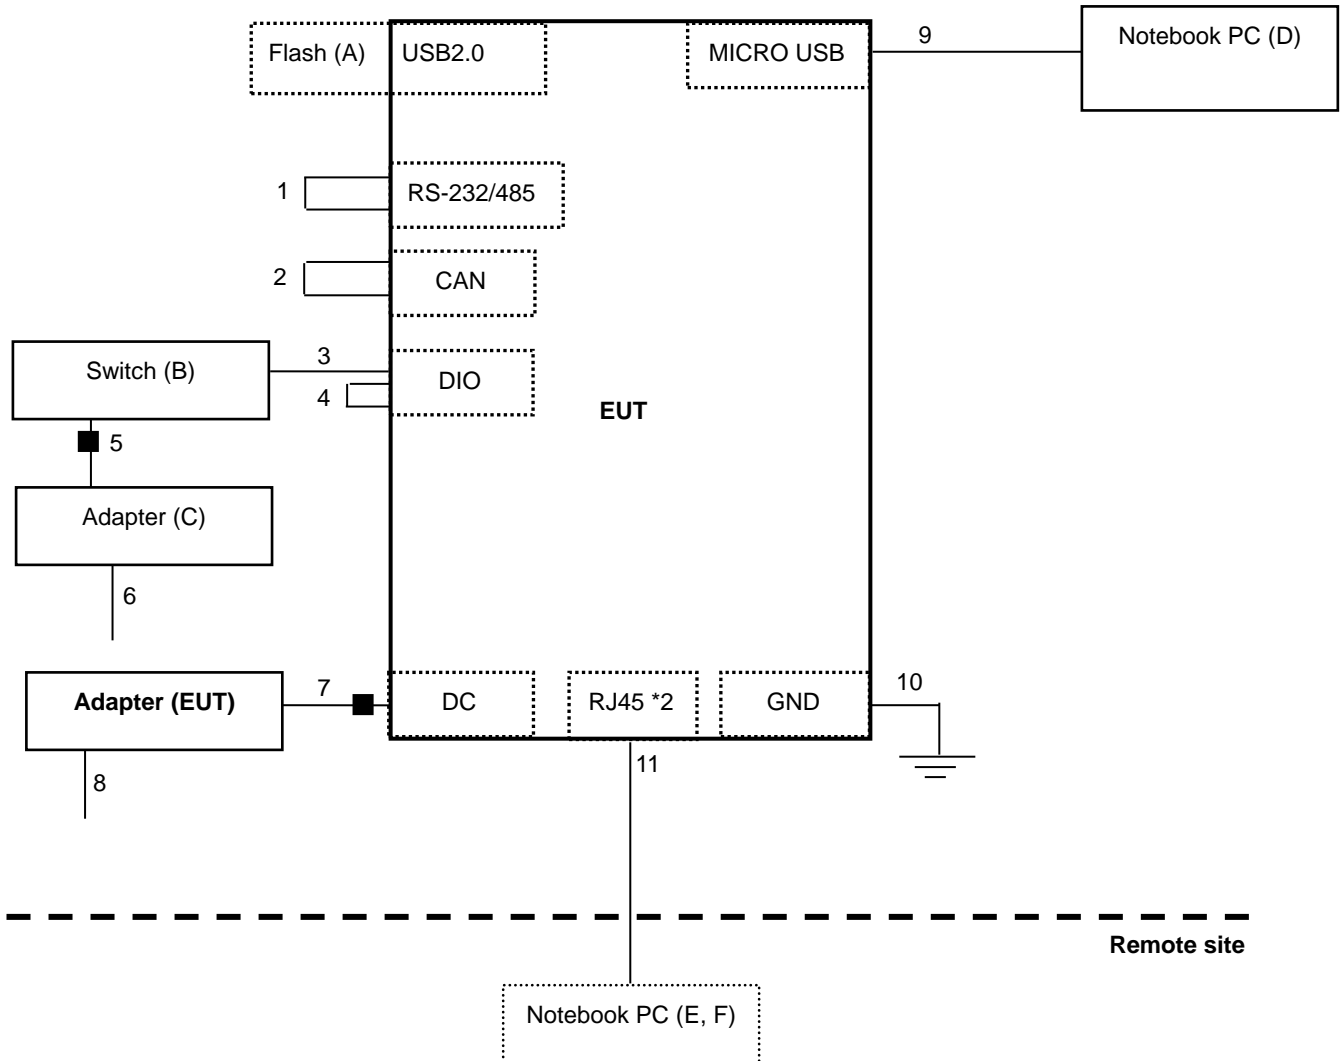 9
Notebook PC (D)
Flash (A)
USB2.0
MICRO USB
1
RS-232/485
2
CAN
3
Switch (B)
DIO
4
EUT
5
Adapter (C)
6
Adapter (EUT)
7
DC
RJ45 *2
GND
10
8
11
Remote site
Notebook PC (E, F)